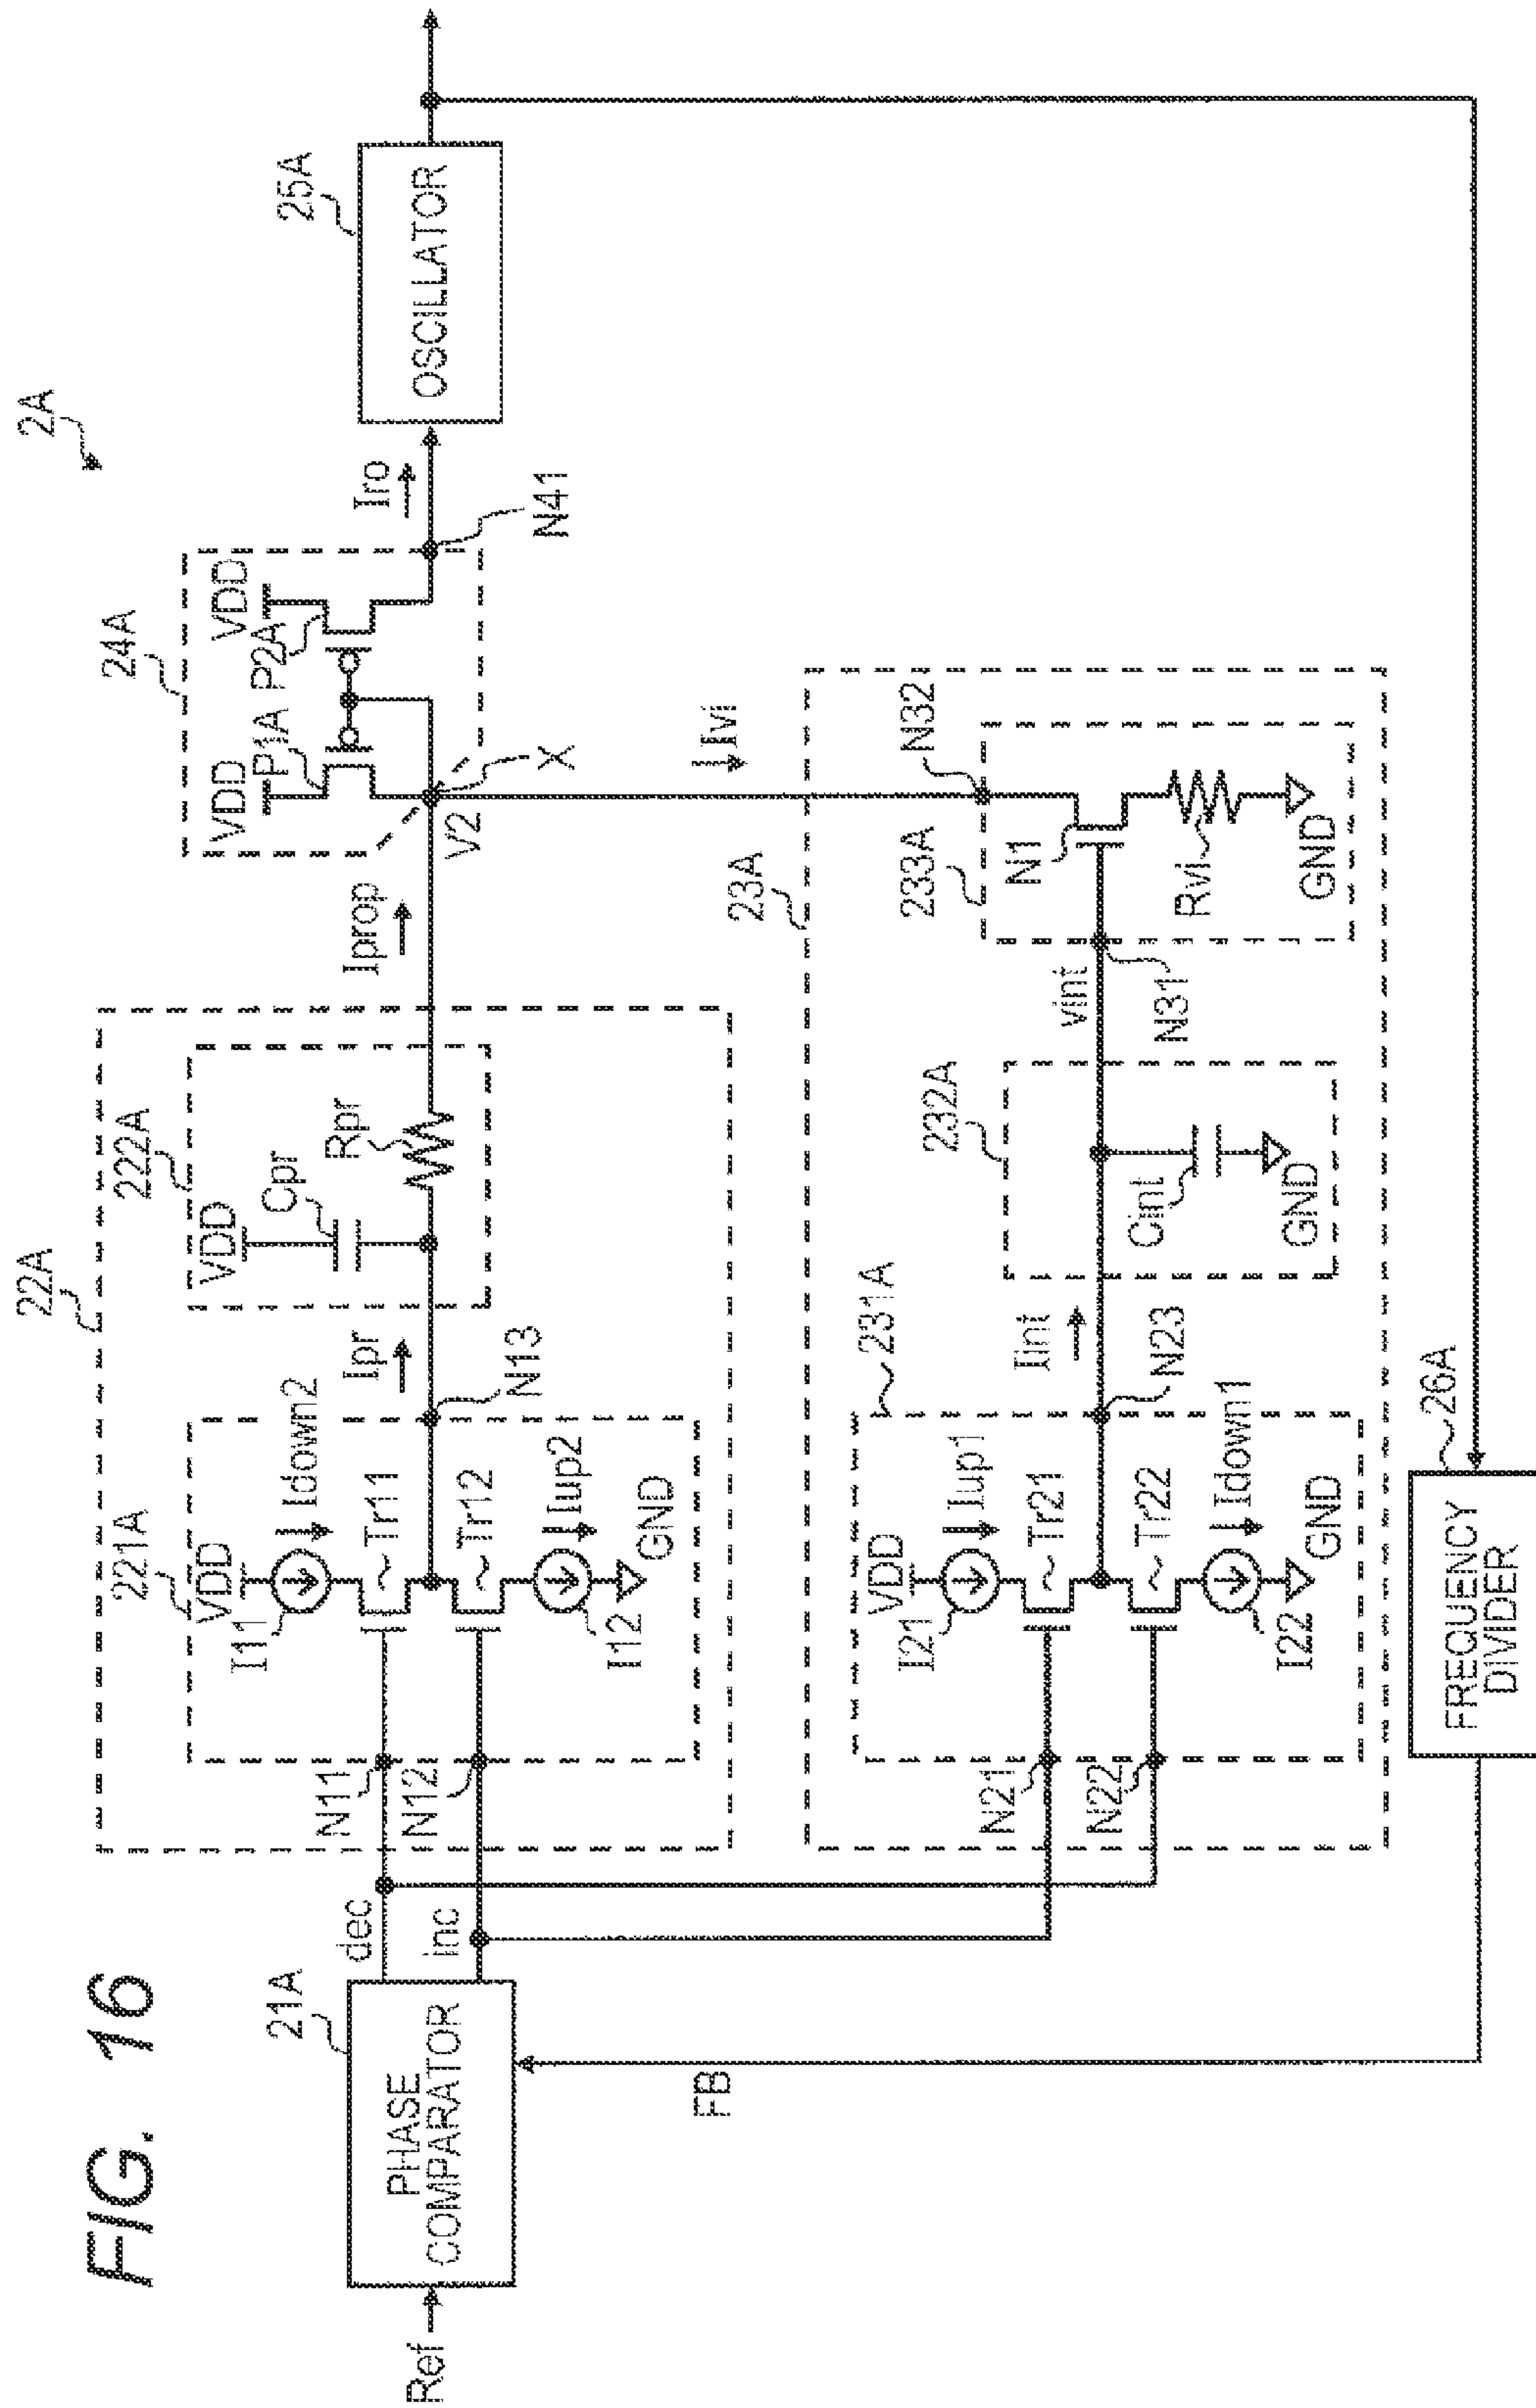 FIG. 16
2A
22A
221A
VDD
I11
Idown2
Tr11
Tr12
Iup2
I12
GND
N11
N12
N13
Ipr
222A
VDD
Cpr
Rpr
Iprop
24A
VDD
P1A
P2A
VDD
V2
X
N41
Iro
25A
OSCILLATOR
Ref
21A
PHASE
COMPARATOR
dec
inc
FB
23A
231A
VDD
I21
Iup1
Tr21
Tr22
Idown1
I22
GND
N21
N22
N23
Iint
232A
Cint
GND
vint
N31
233A
N32
Ivi
N1
Rvi
GND
26A
FREQUENCY
DIVIDER